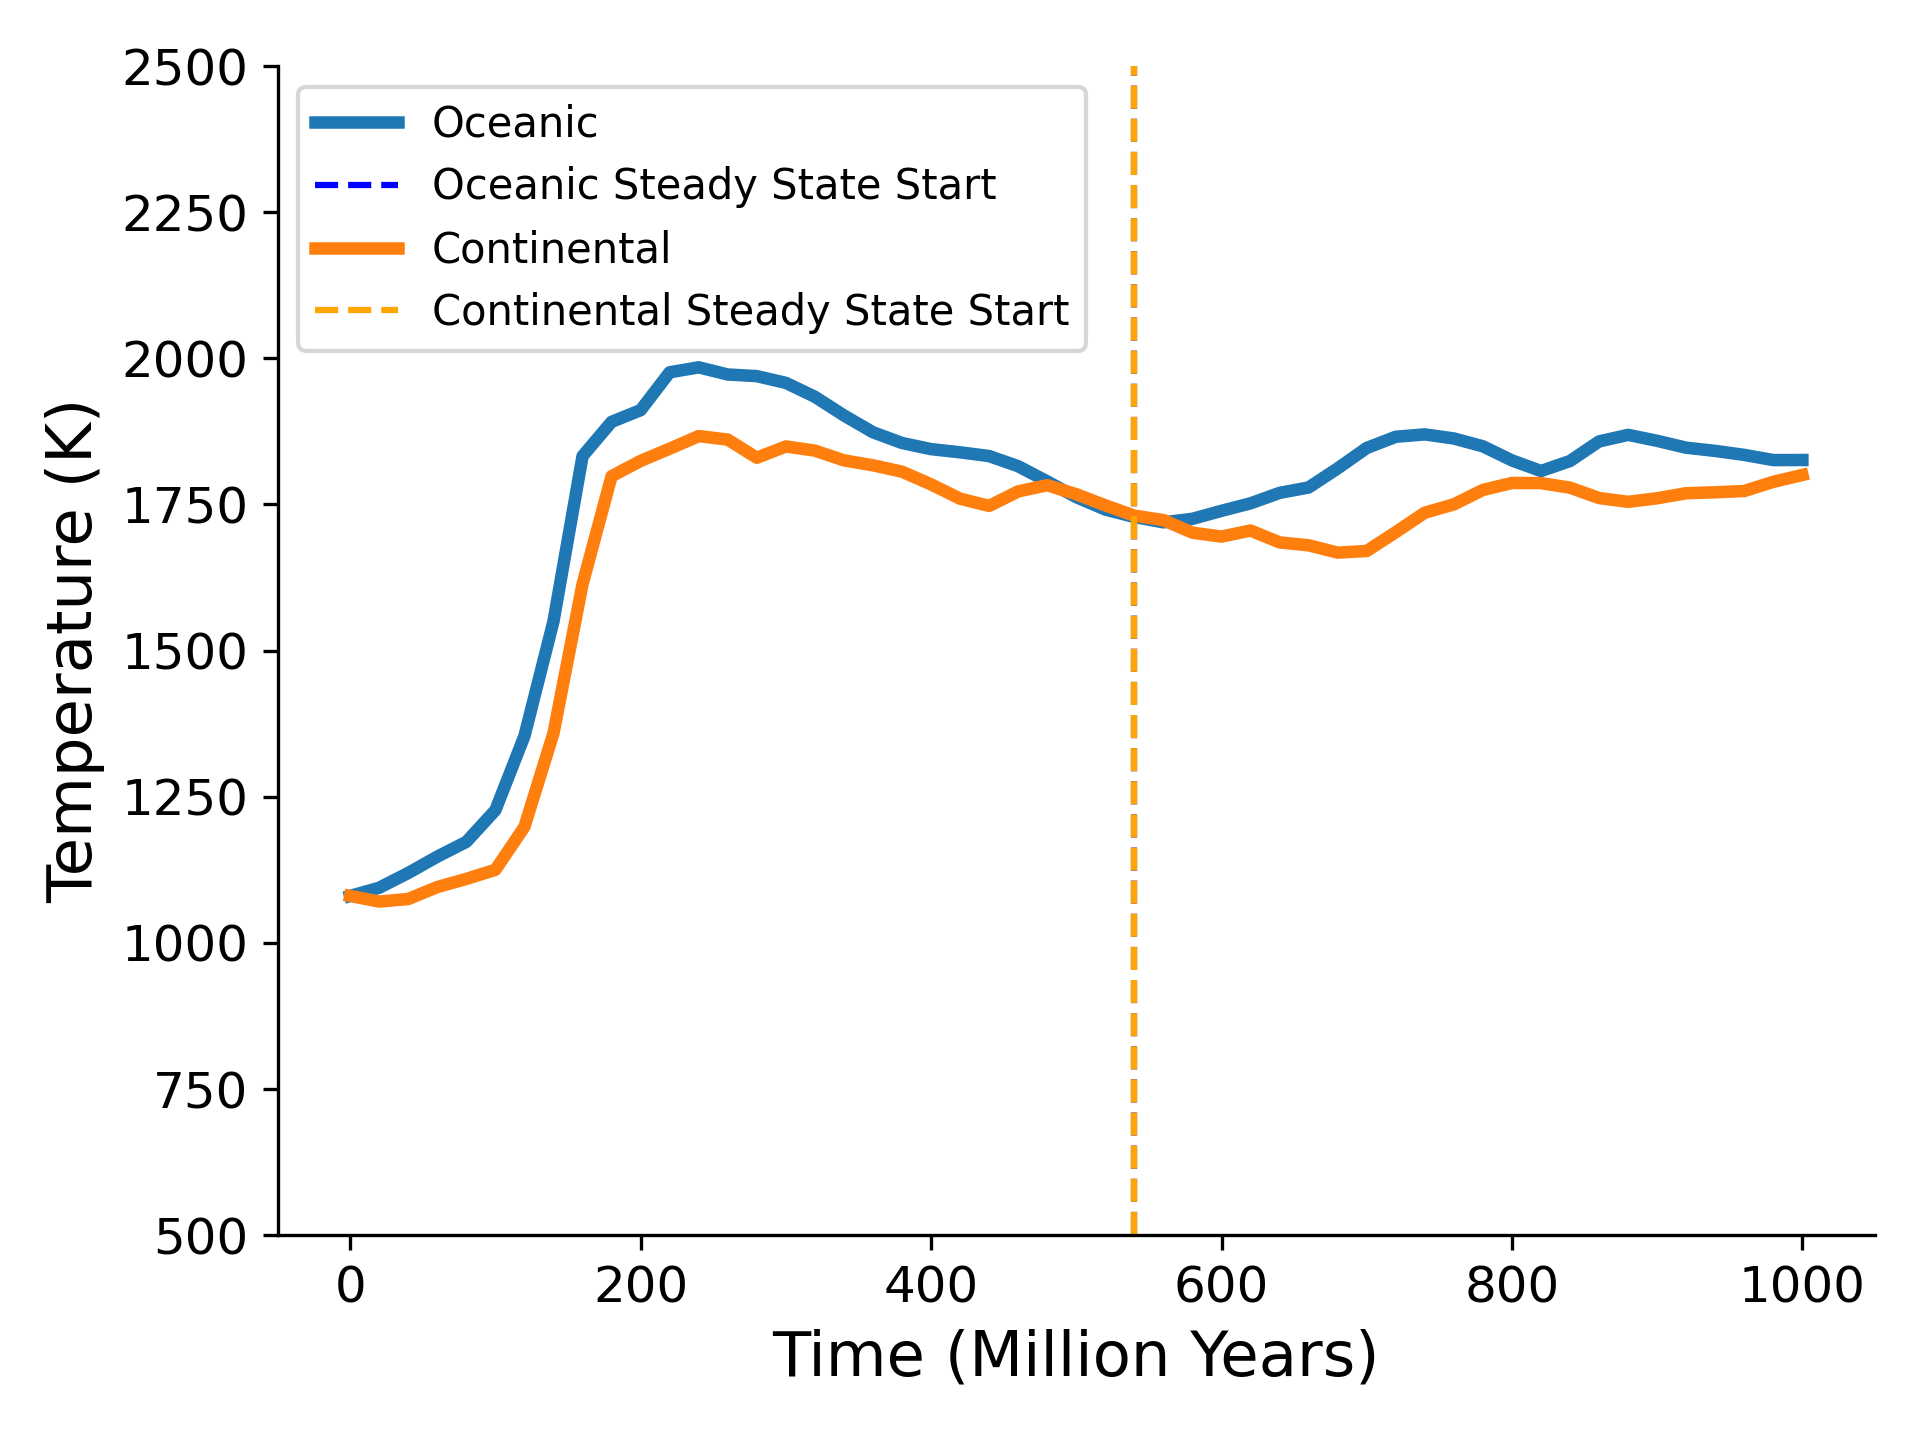 2500
2250
2000
1750
1500
1250
1000
750
500
Temperature (K)
Oceanic
Oceanic Steady State Start
Continental
Continental Steady State Start
0 200 400 600 800 1000
Time (Million Years)